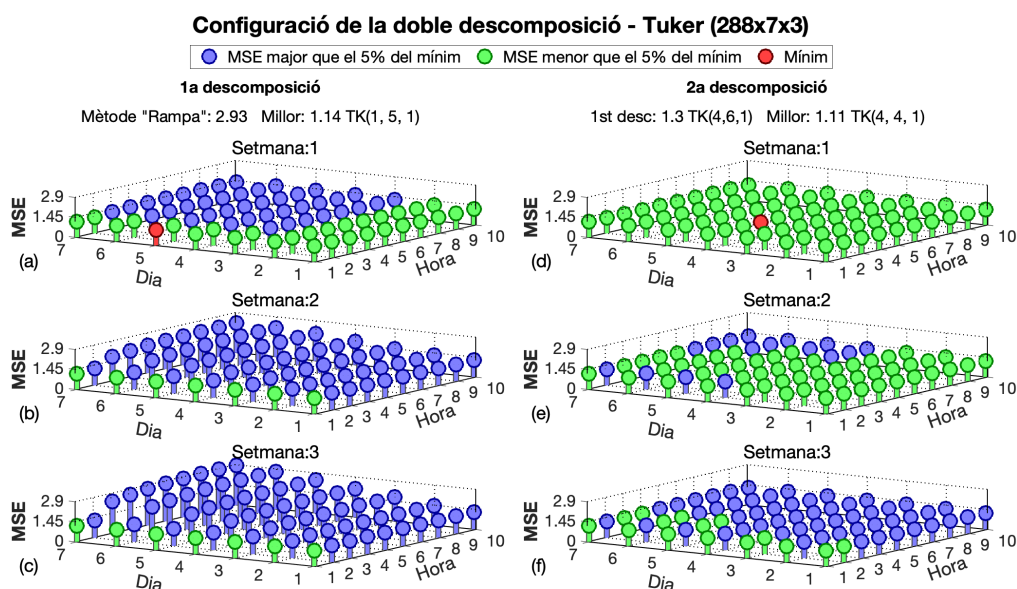 Configuració de la doble descomposició - Tuker (288x7x3)
MSE major que el 5% del mínim MSE menor que el 5% del mínim Mínim
1a descomposició
Mètode "Rampa": 2.93 Millor: 1.14 TK(1, 5, 1)
Setmana:1
MSE
2.9
1.45
0
7 6 5 4 3 2 1
Dia
1 2 3 4 5 6 7 8 9 10
Hora
(a)
Setmana:2
MSE
2.9
1.45
0
7 6 5 4 3 2 1
Dia
1 2 3 4 5 6 7 8 9 10
Hora
(b)
Setmana:3
MSE
2.9
1.45
0
7 6 5 4 3 2 1
Dia
1 2 3 4 5 6 7 8 9 10
Hora
(c)
2a descomposició
1st desc: 1.3 TK(4,6,1) Millor: 1.11 TK(4, 4, 1)
Setmana:1
MSE
2.9
1.45
0
7 6 5 4 3 2 1
Dia
1 2 3 4 5 6 7 8 9 10
Hora
(d)
Setmana:2
MSE
2.9
1.45
0
7 6 5 4 3 2 1
Dia
1 2 3 4 5 6 7 8 9 10
Hora
(e)
Setmana:3
MSE
2.9
1.45
0
7 6 5 4 3 2 1
Dia
1 2 3 4 5 6 7 8 9 10
Hora
(f)